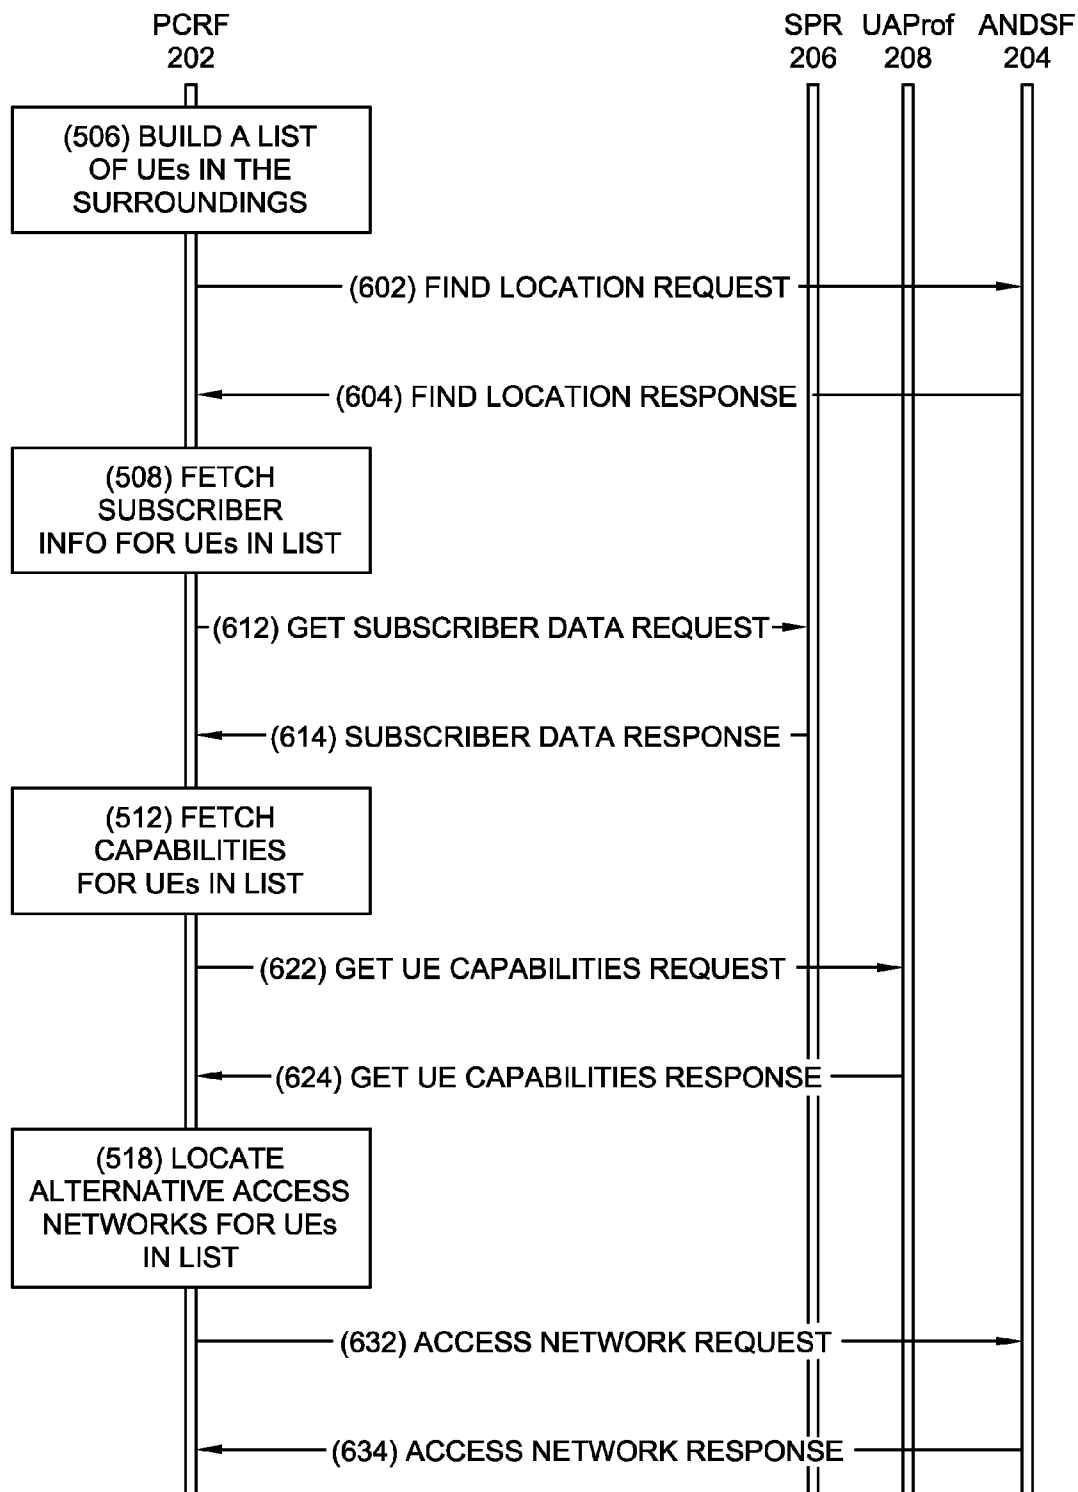 PCRF
202
SPR
206
UAProf
208
ANDSF
204
(506) BUILD A LIST
OF UEs IN THE
SURROUNDINGS
(602) FIND LOCATION REQUEST
(604) FIND LOCATION RESPONSE
(508) FETCH
SUBSCRIBER
INFO FOR UEs IN LIST
(612) GET SUBSCRIBER DATA REQUEST
(614) SUBSCRIBER DATA RESPONSE
(512) FETCH
CAPABILITIES
FOR UEs IN LIST
(622) GET UE CAPABILITIES REQUEST
(624) GET UE CAPABILITIES RESPONSE
(518) LOCATE
ALTERNATIVE ACCESS
NETWORKS FOR UEs
IN LIST
(632) ACCESS NETWORK REQUEST
(634) ACCESS NETWORK RESPONSE